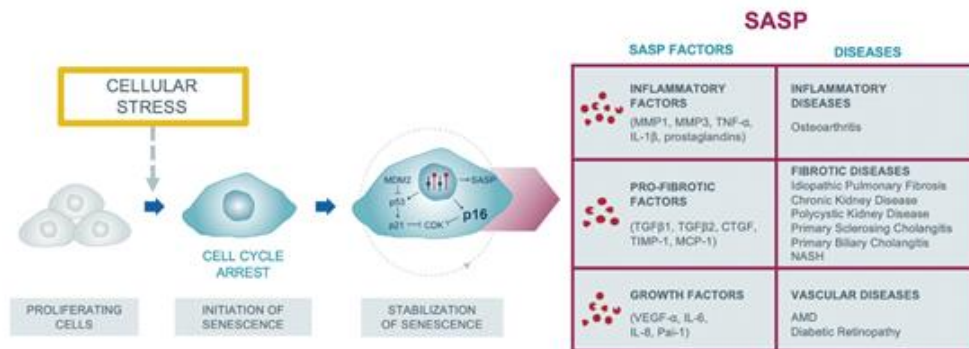 SASP
SASP FACTORS
DISEASES
CELLULAR
STRESS
INFLAMMATORY
FACTORS
(MMP1, MMP3, TNF-α,
IL-1β, prostaglandins)
INFLAMMATORY
DISEASES
Osteoarthritis
MDM2
SASP
p53
p16
p21
CDK
CELL CYCLE
ARREST
PRO-FIBROTIC
FACTORS
(TGFβ1, TGFβ2, CTGF,
TIMP-1, MCP-1)
FIBROTIC DISEASES
Idiopathic Pulmonary Fibrosis
Chronic Kidney Disease
Polycystic Kidney Disease
Primary Sclerosing Cholangitis
Primary Biliary Cholangitis
NASH
PROLIFERATING
CELLS
INITIATION OF
SENESCENCE
STABILIZATION
OF SENESCENCE
GROWTH FACTORS
(VEGF-α, IL-6,
IL-8, Pai-1)
VASCULAR DISEASES
AMD
Diabetic Retinopathy